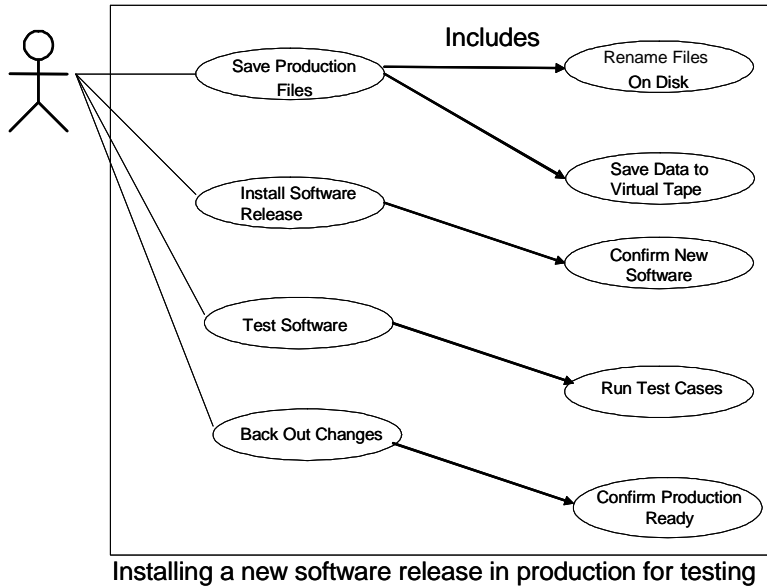 Includes
Save Production
Files
Rename Files
On Disk
Save Data to
Virtual Tape
Install Software
Release
Confirm New
Software
Test Software
Run Test Cases
Back Out Changes
Confirm Production
Ready
Installing a new software release in production for testing